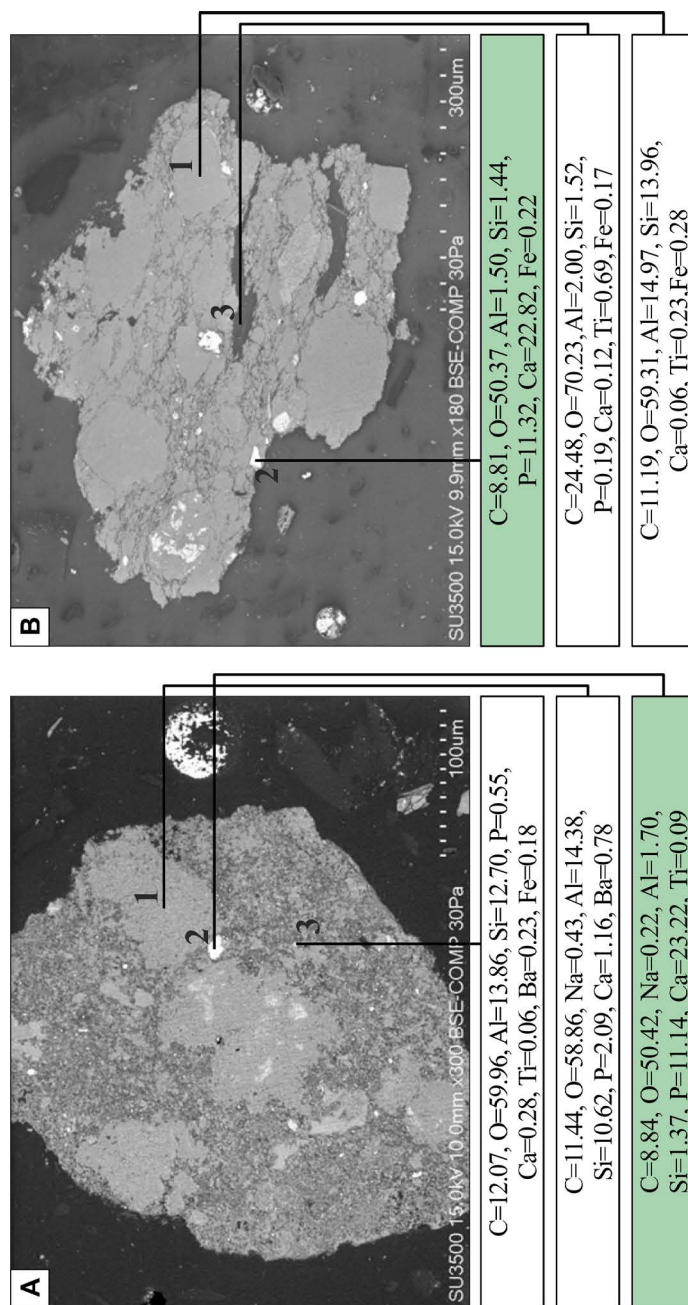 A
1
2
3
SU3500 15.0kV 10.0mm x300 BSE-COMP 30Pa
100um
C=12.07, O=59.96, Al=13.86, Si=12.70, P=0.55,
Ca=0.28, Ti=0.06, Ba=0.23, Fe=0.18
C=11.44, O=58.86, Na=0.43, Al=14.38,
Si=10.62, P=2.09, Ca=1.16, Ba=0.78
C=8.84, O=50.42, Na=0.22, Al=1.70,
Si=1.37, P=11.14, Ca=23.22, Ti=0.09
B
1
3
2
SU3500 15.0kV 9.9mm x180 BSE-COMP 30Pa
300um
C=8.81, O=50.37, Al=1.50, Si=1.44,
P=11.32, Ca=22.82, Fe=0.22
C=24.48, O=70.23, Al=2.00, Si=1.52,
P=0.19, Ca=0.12, Ti=0.69, Fe=0.17
C=11.19, O=59.31, Al=14.97, Si=13.96,
Ca=0.06, Ti=0.23,Fe=0.28